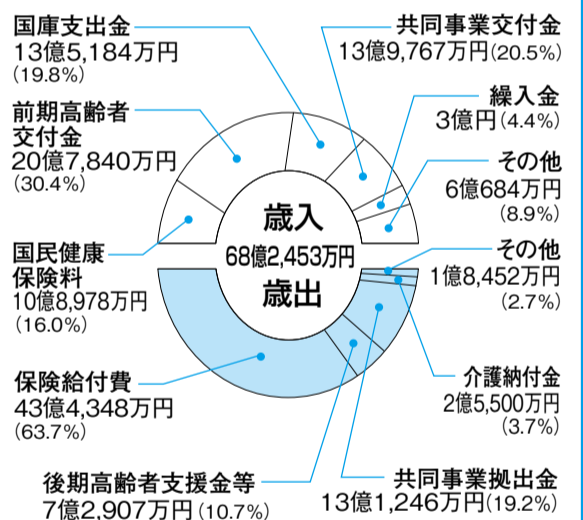 国庫支出金
13億5,184万円
(19.8%)
前期高齢者
交付金
20億7,840万円
(30.4%)
国民健康
保険料
10億8,978万円
(16.0%)
共同事業交付金
13億9,767万円(20.5%)
繰入金
3億円(4.4%)
その他
6億684万円
(8.9%)
歳入
68億2,453万円
歳出
その他
1億8,452万円
(2.7%)
介護納付金
2億5,500万円
(3.7%)
共同事業拠出金
13億1,246万円(19.2%)
後期高齢者支援金等
7億2,907万円(10.7%)
保険給付費
43億4,348万円
(63.7%)